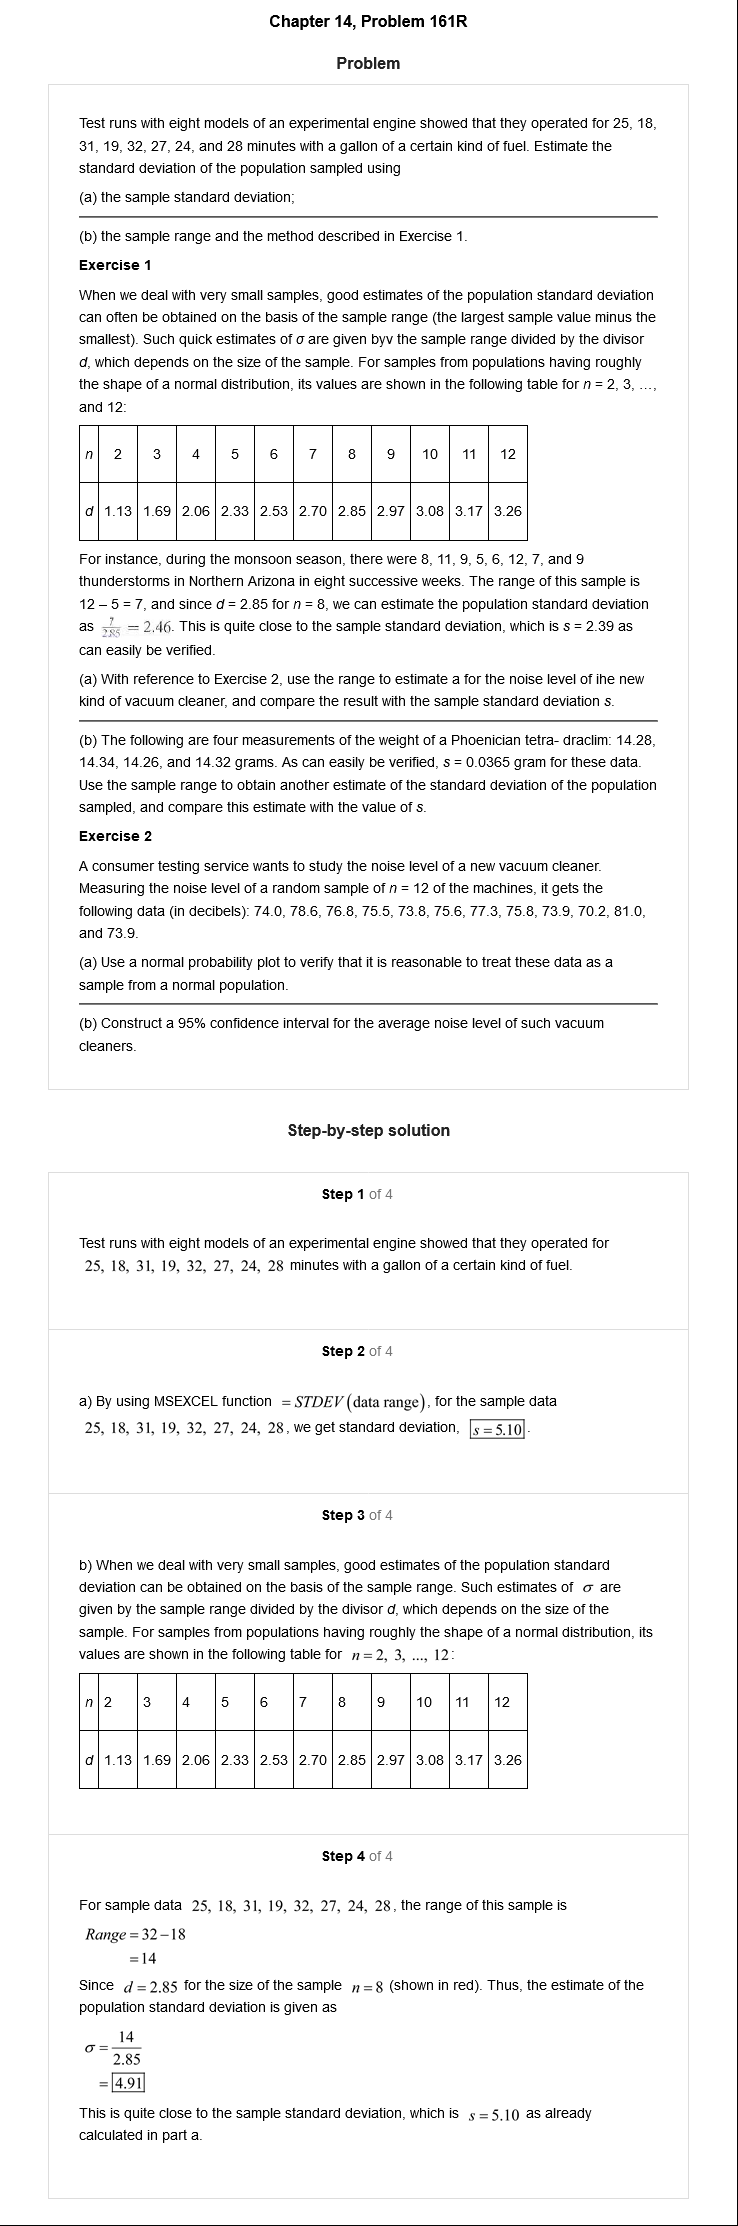 Chapter 14, Problem 161R
Problem
Test runs with eight models of an experimental engine showed that they operated for 25, 18,
31, 19, 32, 27, 24, and 28 minutes with a gallon of a certain kind of fuel. Estimate the
standard deviation of the population sampled using
(a) the sample standard deviation;
(b) the sample range and the method described in Exercise 1.
Exercise 1
When we deal with very small samples, good estimates of the population standard deviation
can often be obtained on the basis of the sample range (the largest sample value minus the
smallest). Such quick estimates of σ are given byv the sample range divided by the divisor
d, which depends on the size of the sample. For samples from populations having roughly
the shape of a normal distribution, its values are shown in the following table for n = 2, 3, …,
and 12:
n 2 3 4 5 6 7 8 9 10 11 12
d 1.13 1.69 2.06 2.33 2.53 2.70 2.85 2.97 3.08 3.17 3.26
For instance, during the monsoon season, there were 8, 11, 9, 5, 6, 12, 7, and 9
thunderstorms in Northern Arizona in eight successive weeks. The range of this sample is
12 – 5 = 7, and since d = 2.85 for n = 8, we can estimate the population standard deviation
as 7/2.85 = 2.46. This is quite close to the sample standard deviation, which is s = 2.39 as
can easily be verified.
(a) With reference to Exercise 2, use the range to estimate a for the noise level of ihe new
kind of vacuum cleaner, and compare the result with the sample standard deviation s.
(b) The following are four measurements of the weight of a Phoenician tetra- draclim: 14.28,
14.34, 14.26, and 14.32 grams. As can easily be verified, s = 0.0365 gram for these data.
Use the sample range to obtain another estimate of the standard deviation of the population
sampled, and compare this estimate with the value of s.
Exercise 2
A consumer testing service wants to study the noise level of a new vacuum cleaner.
Measuring the noise level of a random sample of n = 12 of the machines, it gets the
following data (in decibels): 74.0, 78.6, 76.8, 75.5, 73.8, 75.6, 77.3, 75.8, 73.9, 70.2, 81.0,
and 73.9.
(a) Use a normal probability plot to verify that it is reasonable to treat these data as a
sample from a normal population.
(b) Construct a 95% confidence interval for the average noise level of such vacuum
cleaners.
Step-by-step solution
Step 1 of 4
Test runs with eight models of an experimental engine showed that they operated for
25, 18, 31, 19, 32, 27, 24, 28 minutes with a gallon of a certain kind of fuel.
Step 2 of 4
a) By using MSEXCEL function = STDEV(data range), for the sample data
25, 18, 31, 19, 32, 27, 24, 28, we get standard deviation, s = 5.10.
Step 3 of 4
b) When we deal with very small samples, good estimates of the population standard
deviation can be obtained on the basis of the sample range. Such estimates of σ are
given by the sample range divided by the divisor d, which depends on the size of the
sample. For samples from populations having roughly the shape of a normal distribution, its
values are shown in the following table for n = 2, 3, ..., 12:
n 2 3 4 5 6 7 8 9 10 11 12
d 1.13 1.69 2.06 2.33 2.53 2.70 2.85 2.97 3.08 3.17 3.26
Step 4 of 4
For sample data 25, 18, 31, 19, 32, 27, 24, 28, the range of this sample is
Range = 32 − 18
= 14
Since d = 2.85 for the size of the sample n = 8 (shown in red). Thus, the estimate of the
population standard deviation is given as
σ = 14/2.85
= 4.91
This is quite close to the sample standard deviation, which is s = 5.10 as already
calculated in part a.